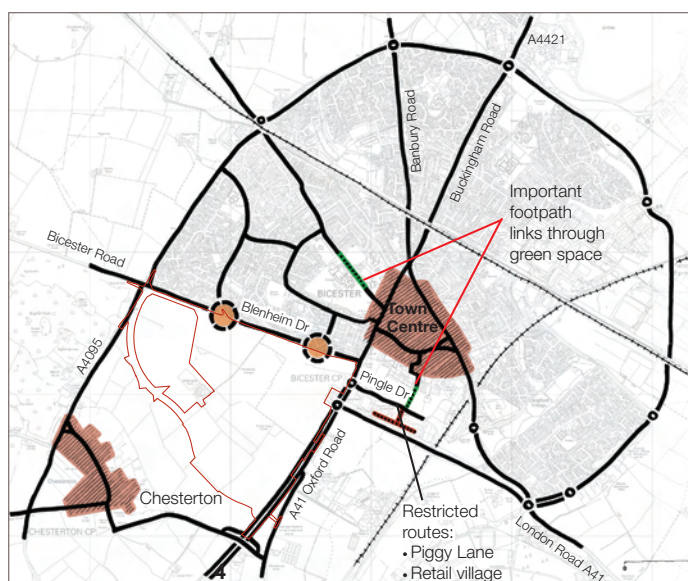 A4421
Banbury Road
Buckingham Road
Important
footpath
links through
green space
Bicester Road
BICESTER
Town
Centre
Blenheim Dr
A4095
BICESTER CP
Pingle Dr
A41 Oxford Road
Chesterton
CHESTERTON CP
Restricted
routes:
• Piggy Lane
• Retail village
London Road A41